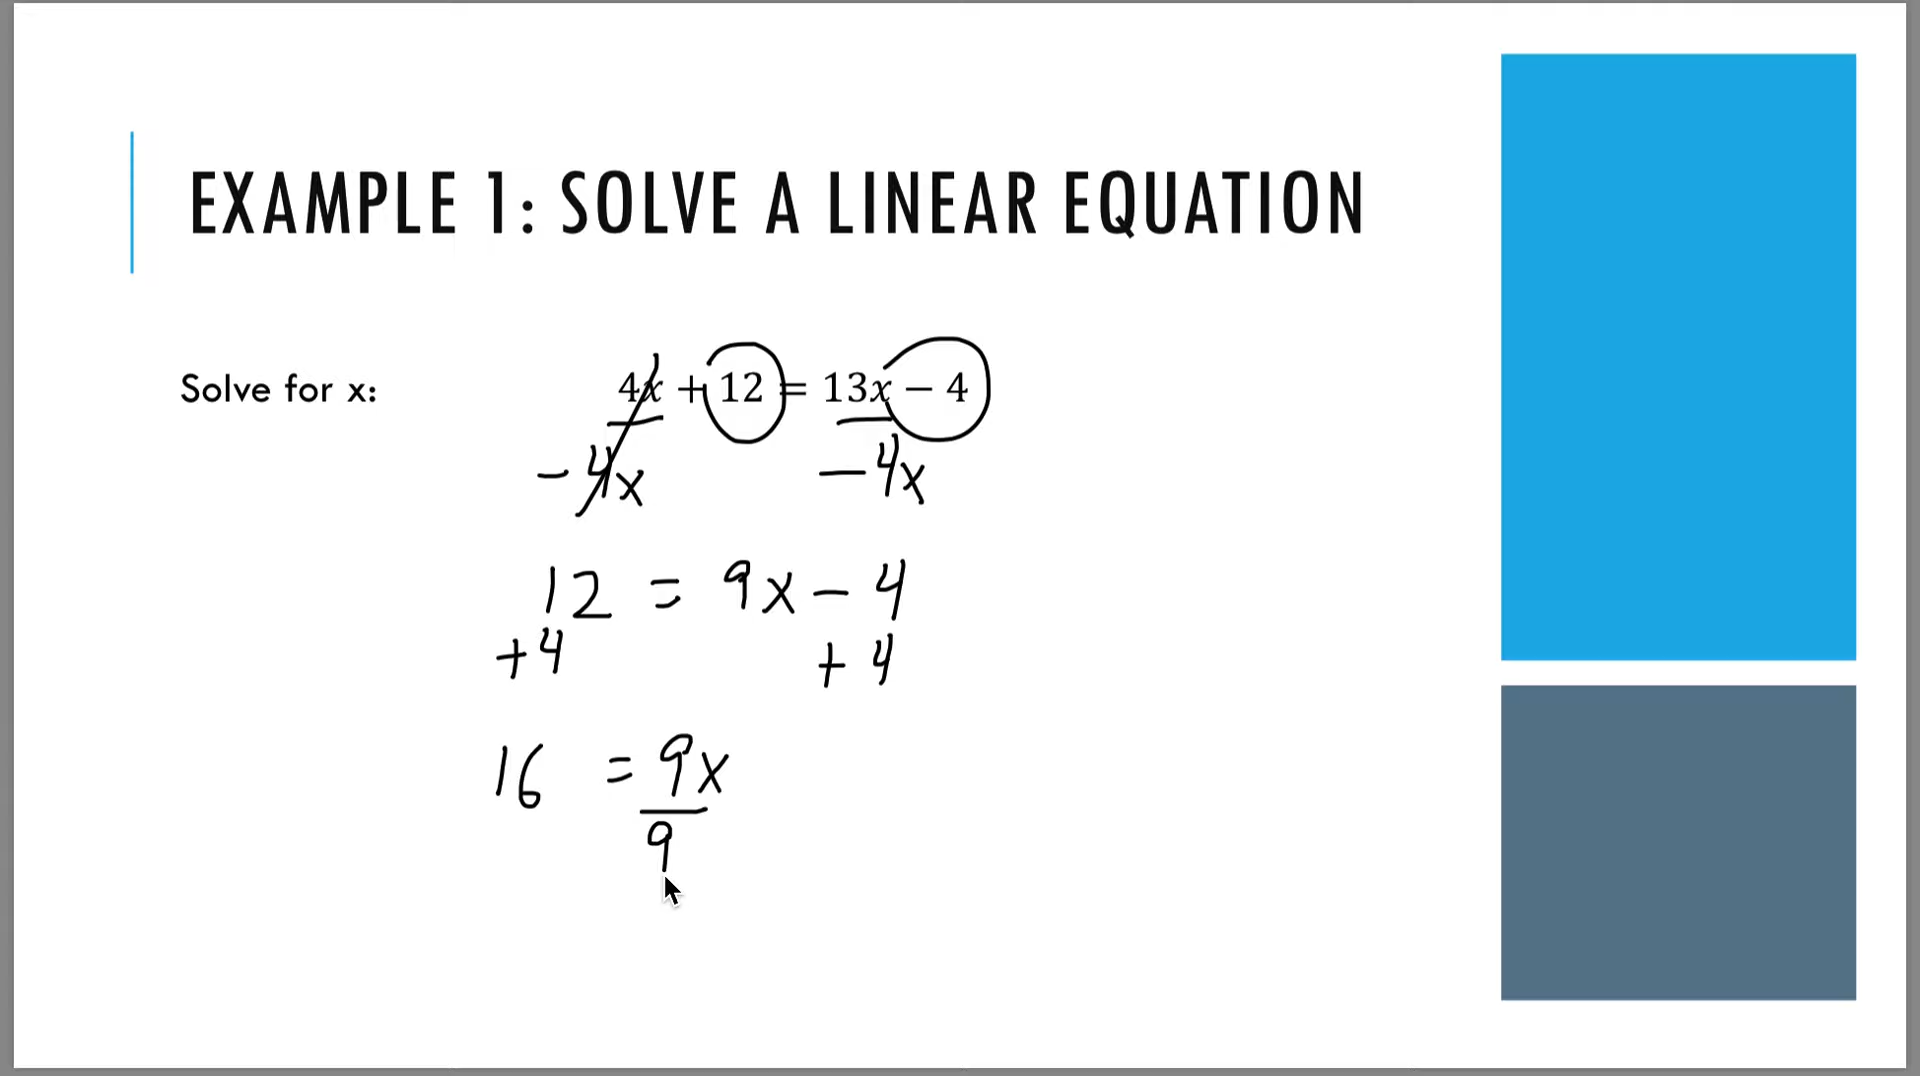 EXAMPLE 1: SOLVE A LINEAR EQUATION
Solve for x: 4x + 12 = 13x − 4
−4x −4x
12 = 9x − 4
+4 +4
16 = 9x
9